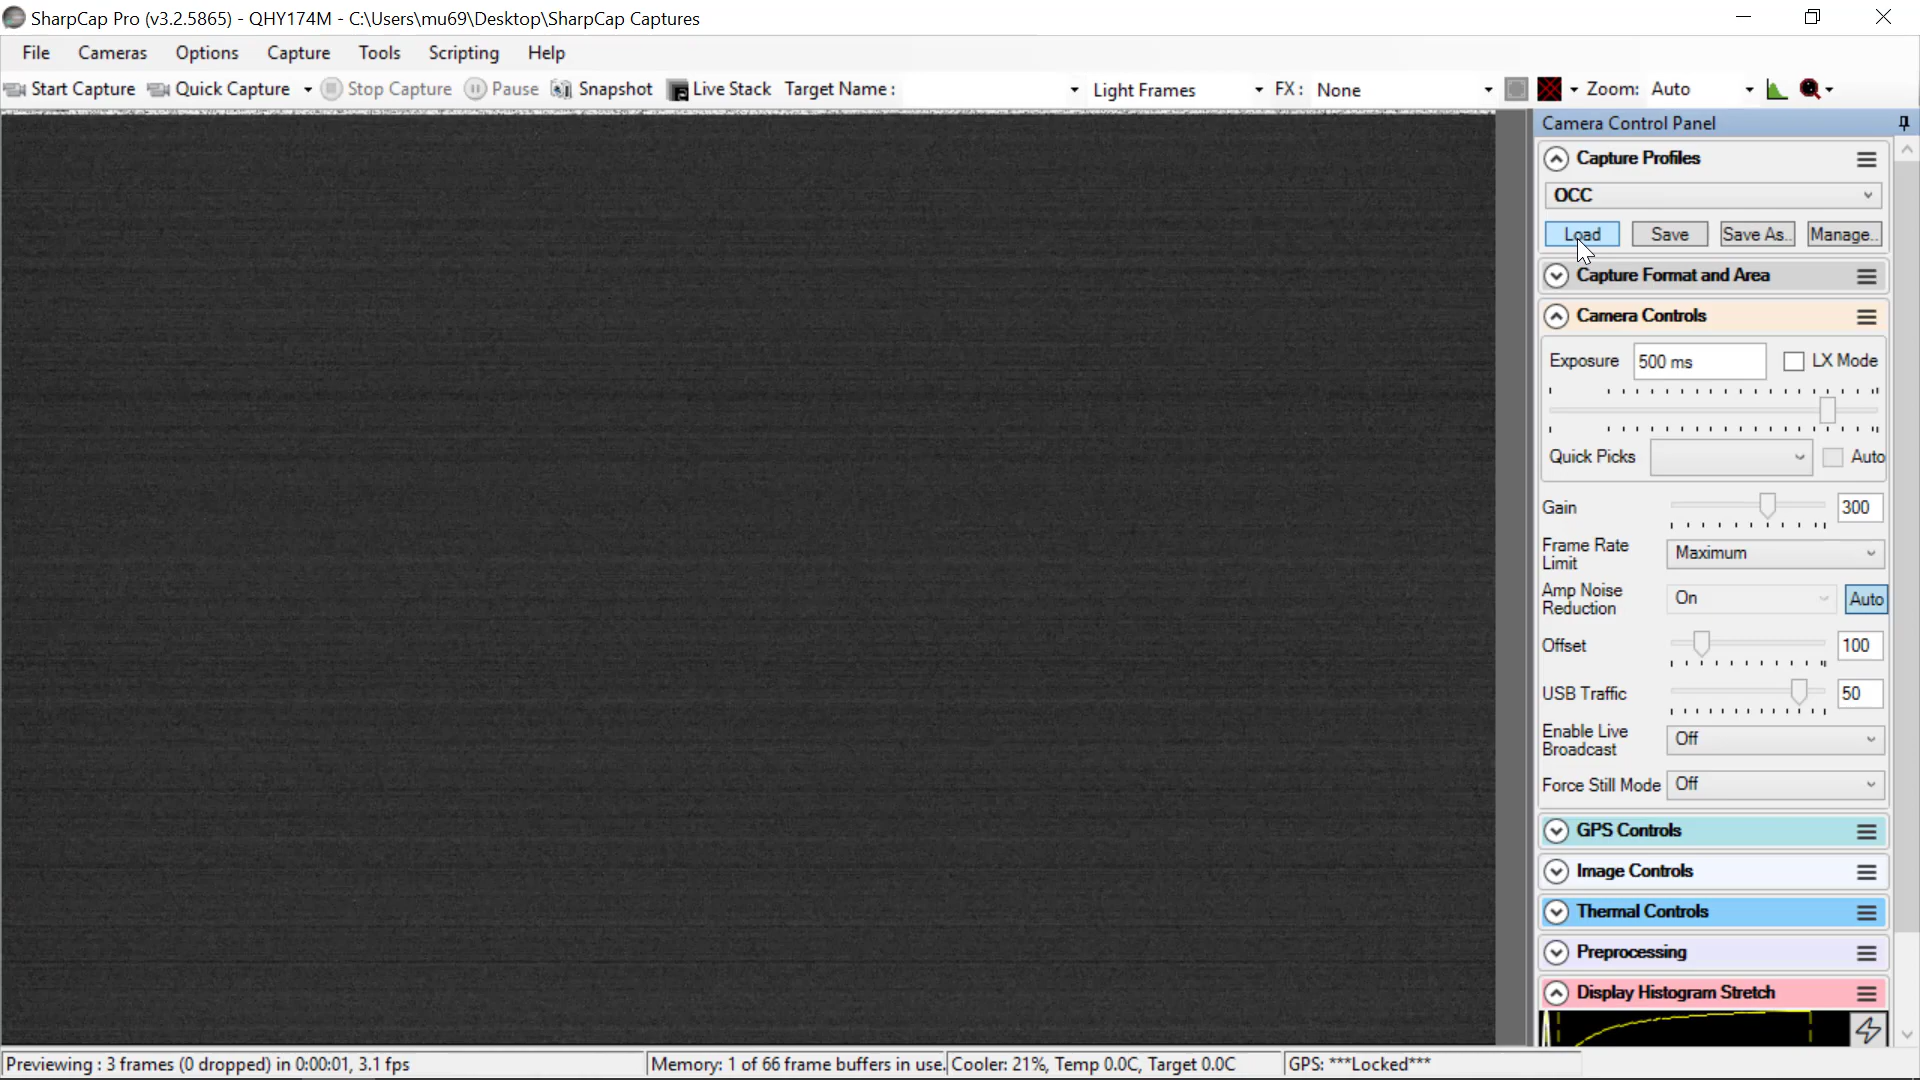 SharpCap Pro (v3.2.5865) - QHY174M - C:\Users\mu69\Desktop\SharpCap Captures
File Cameras Options Capture Tools Scripting Help
Start Capture Quick Capture Stop Capture Pause Snapshot Live Stack Target Name : Light Frames FX : None Zoom: Auto
Camera Control Panel
Capture Profiles
OCC
Load Save Save As.. Manage..
Capture Format and Area
Camera Controls
Exposure 500 ms LX Mode
Quick Picks Auto
Gain 300
Frame Rate Limit Maximum
Amp Noise Reduction On Auto
Offset 100
USB Traffic 50
Enable Live Broadcast Off
Force Still Mode Off
GPS Controls
Image Controls
Thermal Controls
Preprocessing
Display Histogram Stretch
Previewing : 3 frames (0 dropped) in 0:00:01, 3.1 fps Memory: 1 of 66 frame buffers in use. Cooler: 21%, Temp 0.0C, Target 0.0C GPS: ***Locked***